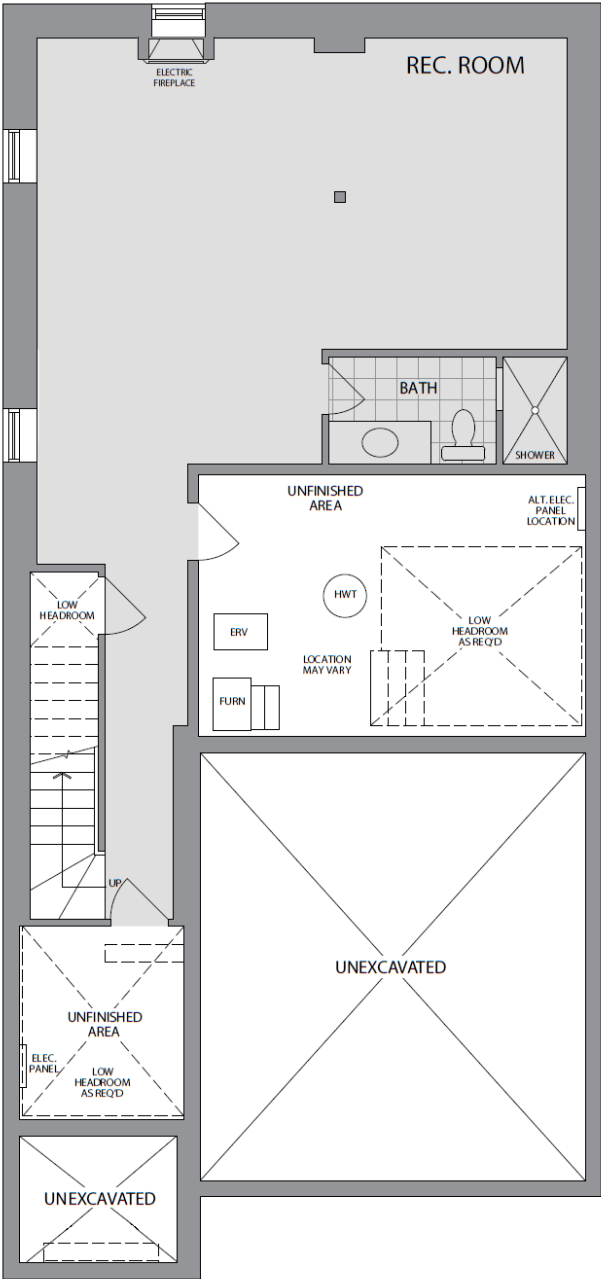 REC. ROOM
ELECTRIC
FIREPLACE
BATH
SHOWER
UNFINISHED
AREA
ALT. ELEC.
PANEL
LOCATION
HWT
LOW
HEADROOM
ERV
LOW
HEADROOM
AS REQ'D
LOCATION
MAY VARY
FURN
UP
UNEXCAVATED
UNFINISHED
AREA
ELEC.
PANEL
LOW
HEADROOM
AS REQ'D
UNEXCAVATED